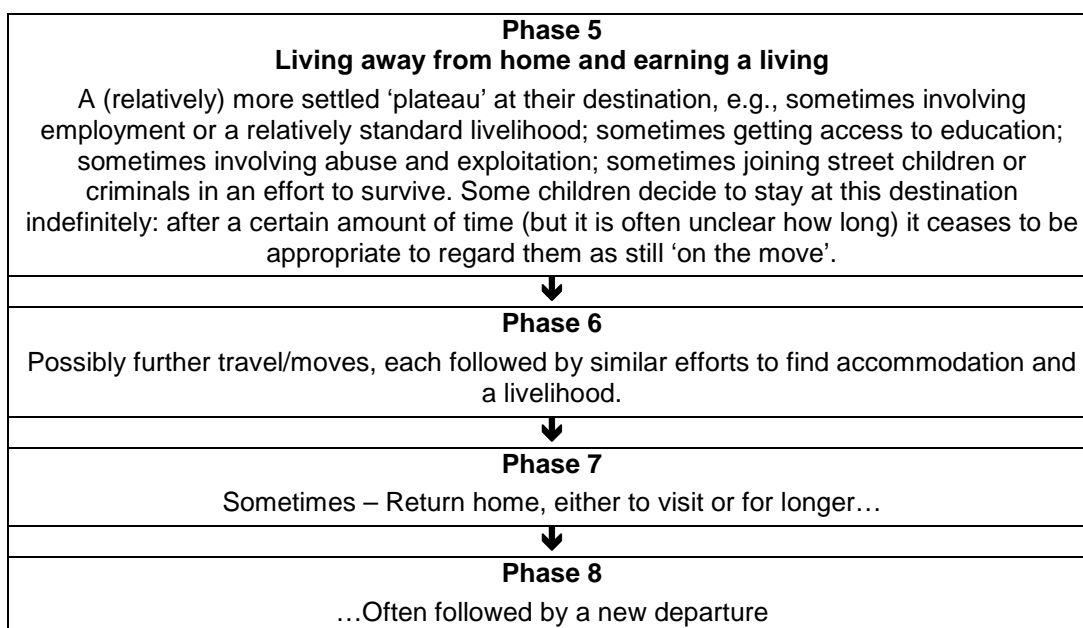 Phase 5
Living away from home and earning a living
A (relatively) more settled ‘plateau’ at their destination, e.g., sometimes involving
employment or a relatively standard livelihood; sometimes getting access to education;
sometimes involving abuse and exploitation; sometimes joining street children or
criminals in an effort to survive. Some children decide to stay at this destination
indefinitely: after a certain amount of time (but it is often unclear how long) it ceases to be
appropriate to regard them as still ‘on the move’.
Phase 6
Possibly further travel/moves, each followed by similar efforts to find accommodation and
a livelihood.
Phase 7
Sometimes – Return home, either to visit or for longer…
Phase 8
…Often followed by a new departure